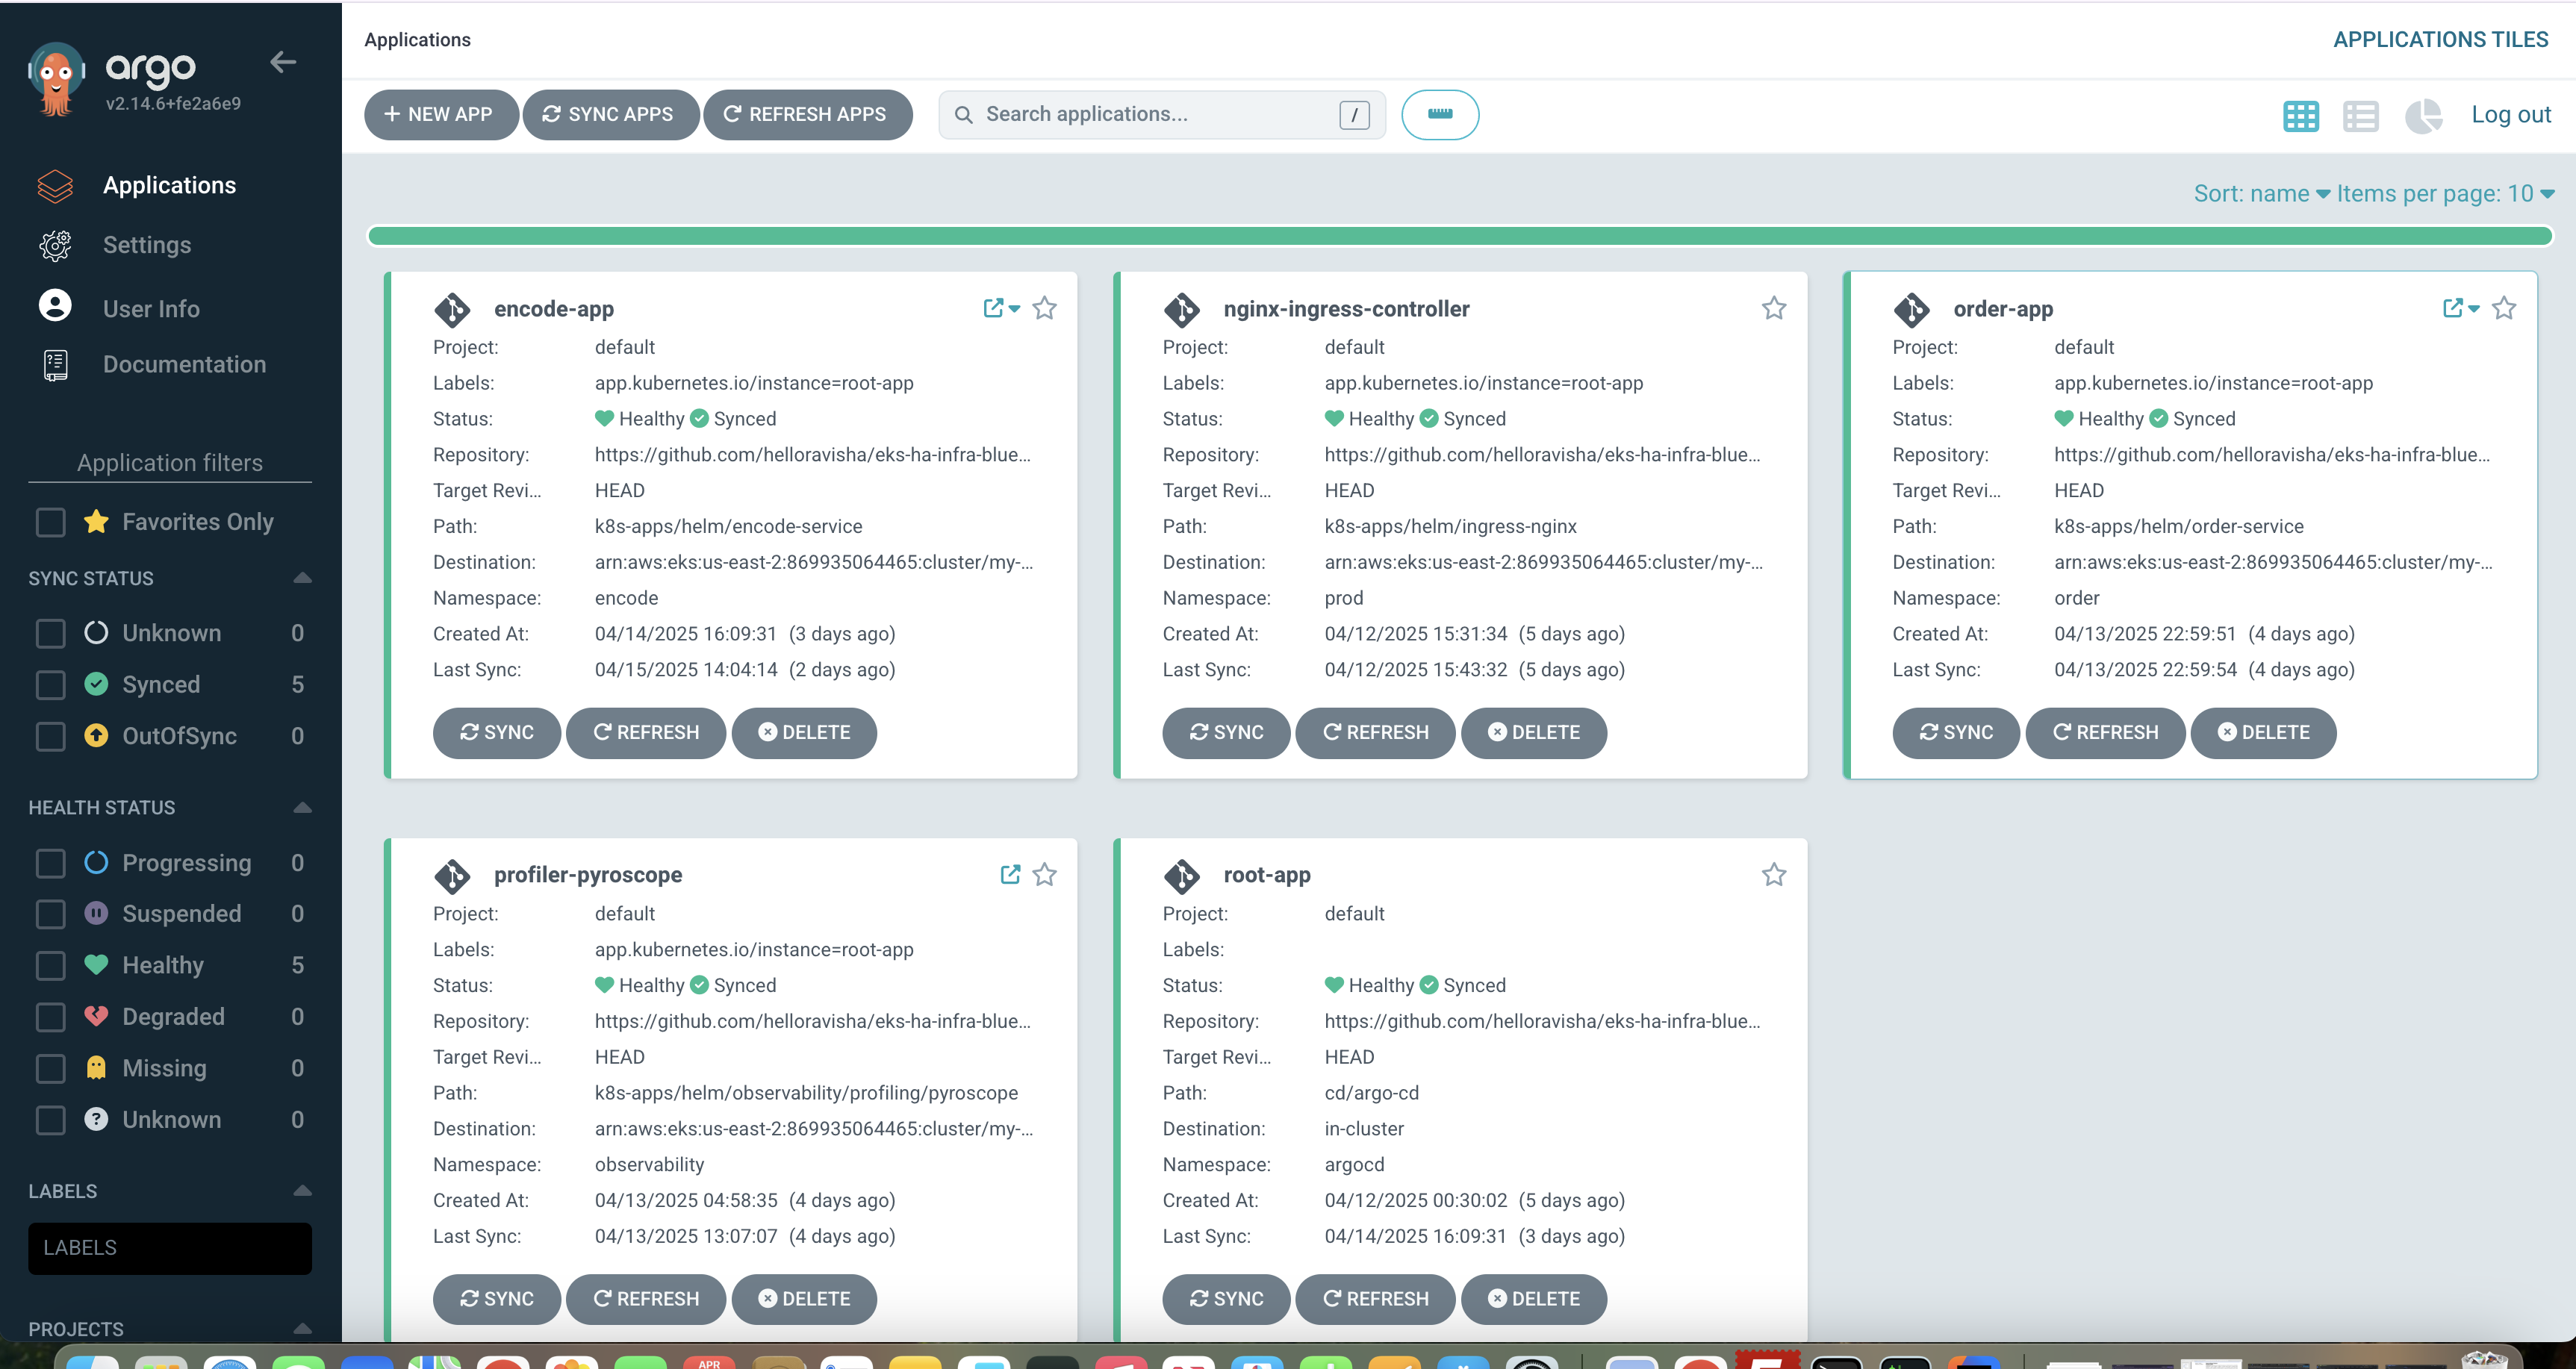 argo
v2.14.6+fe2a6e9
Applications
Settings
User Info
Documentation
Application filters
Favorites Only
SYNC STATUS
Unknown 0
Synced 5
OutOfSync 0
HEALTH STATUS
Progressing 0
Suspended 0
Healthy 5
Degraded 0
Missing 0
Unknown 0
LABELS
LABELS
PROJECTS
Applications
APPLICATIONS TILES
+ NEW APP SYNC APPS REFRESH APPS Search applications... / Log out
Sort: name Items per page: 10
encode-app
Project: default
Labels: app.kubernetes.io/instance=root-app
Status: Healthy Synced
Repository: https://github.com/helloravisha/eks-ha-infra-blue...
Target Revi... HEAD
Path: k8s-apps/helm/encode-service
Destination: arn:aws:eks:us-east-2:869935064465:cluster/my-...
Namespace: encode
Created At: 04/14/2025 16:09:31 (3 days ago)
Last Sync: 04/15/2025 14:04:14 (2 days ago)
SYNC REFRESH DELETE
nginx-ingress-controller
Project: default
Labels: app.kubernetes.io/instance=root-app
Status: Healthy Synced
Repository: https://github.com/helloravisha/eks-ha-infra-blue...
Target Revi... HEAD
Path: k8s-apps/helm/ingress-nginx
Destination: arn:aws:eks:us-east-2:869935064465:cluster/my-...
Namespace: prod
Created At: 04/12/2025 15:31:34 (5 days ago)
Last Sync: 04/12/2025 15:43:32 (5 days ago)
SYNC REFRESH DELETE
order-app
Project: default
Labels: app.kubernetes.io/instance=root-app
Status: Healthy Synced
Repository: https://github.com/helloravisha/eks-ha-infra-blue...
Target Revi... HEAD
Path: k8s-apps/helm/order-service
Destination: arn:aws:eks:us-east-2:869935064465:cluster/my-...
Namespace: order
Created At: 04/13/2025 22:59:51 (4 days ago)
Last Sync: 04/13/2025 22:59:54 (4 days ago)
SYNC REFRESH DELETE
profiler-pyroscope
Project: default
Labels: app.kubernetes.io/instance=root-app
Status: Healthy Synced
Repository: https://github.com/helloravisha/eks-ha-infra-blue...
Target Revi... HEAD
Path: k8s-apps/helm/observability/profiling/pyroscope
Destination: arn:aws:eks:us-east-2:869935064465:cluster/my-...
Namespace: observability
Created At: 04/13/2025 04:58:35 (4 days ago)
Last Sync: 04/13/2025 13:07:07 (4 days ago)
SYNC REFRESH DELETE
root-app
Project: default
Labels:
Status: Healthy Synced
Repository: https://github.com/helloravisha/eks-ha-infra-blue...
Target Revi... HEAD
Path: cd/argo-cd
Destination: in-cluster
Namespace: argocd
Created At: 04/12/2025 00:30:02 (5 days ago)
Last Sync: 04/14/2025 16:09:31 (3 days ago)
SYNC REFRESH DELETE
APR